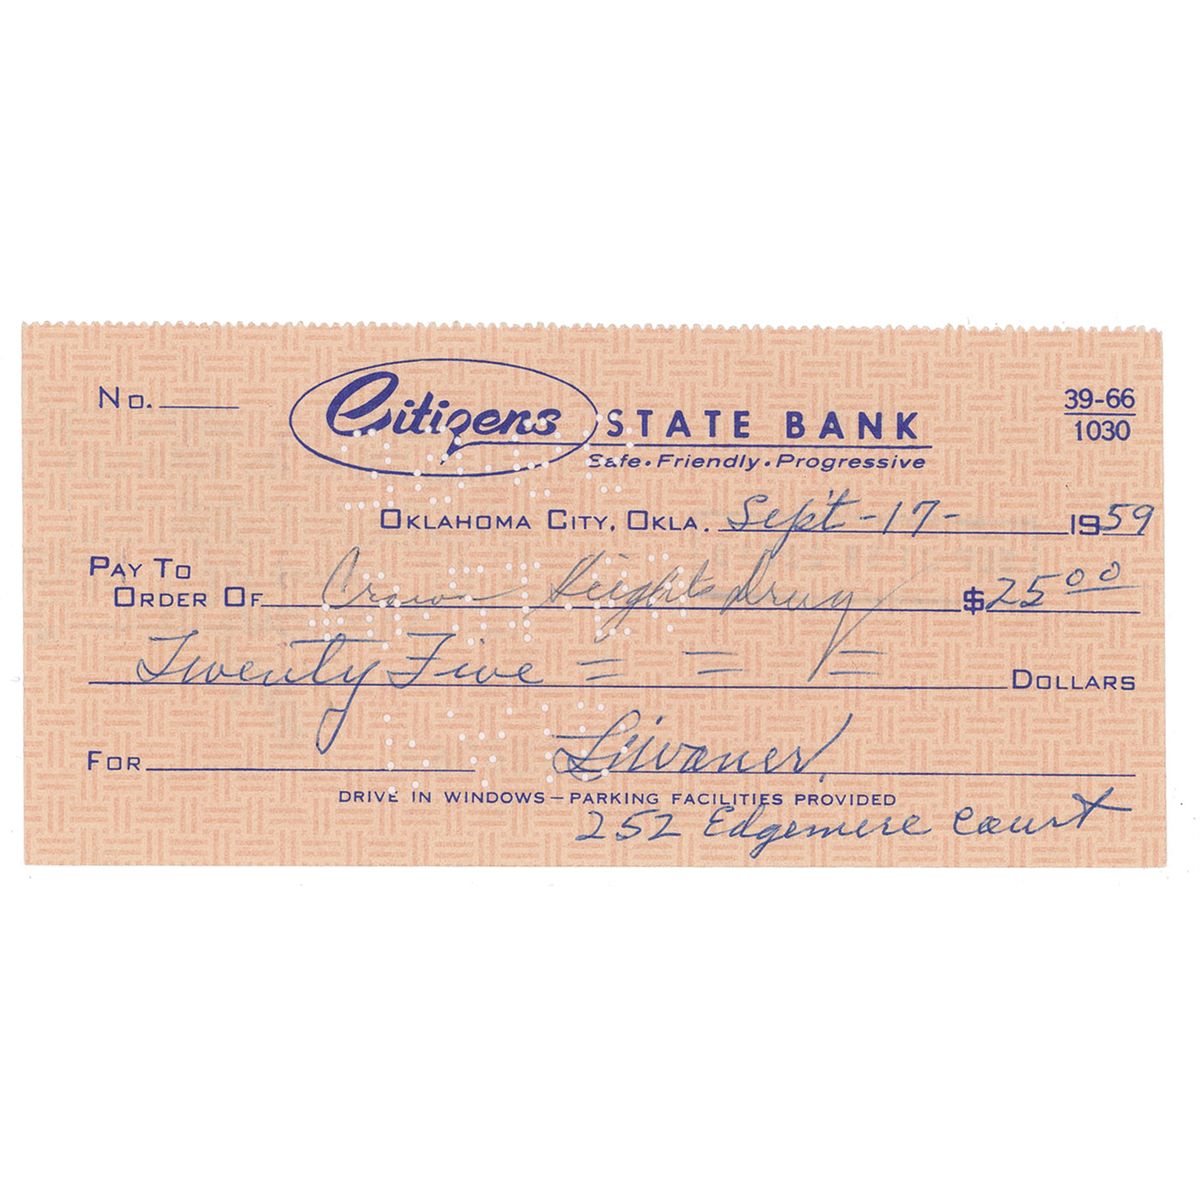 No.
Citizens STATE BANK
Safe • Friendly • Progressive
39-66
1030
OKLAHOMA CITY, OKLA. Sep't - 17 - 1959
PAY TO
ORDER OF Crown Heights Drug $25 00
Twenty Five = = = DOLLARS
FOR
DRIVE IN WINDOWS — PARKING FACILITIES PROVIDED
252 Edgemere Court